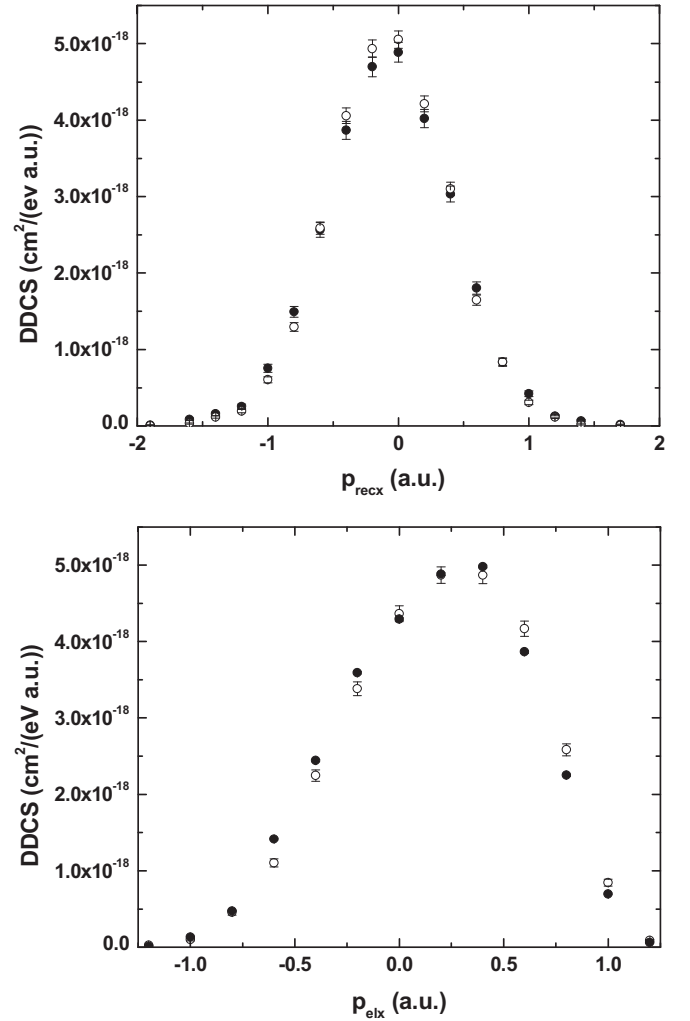 5.0x10⁻¹⁸
4.0x10⁻¹⁸
3.0x10⁻¹⁸
2.0x10⁻¹⁸
1.0x10⁻¹⁸
0.0
DDCS (cm²/(ev a.u.))
-2 -1 0 1 2
p_recx (a.u.)
5.0x10⁻¹⁸
4.0x10⁻¹⁸
3.0x10⁻¹⁸
2.0x10⁻¹⁸
1.0x10⁻¹⁸
0.0
DDCS (cm²/(eV a.u.))
-1.0 -0.5 0.0 0.5 1.0
p_elx (a.u.)